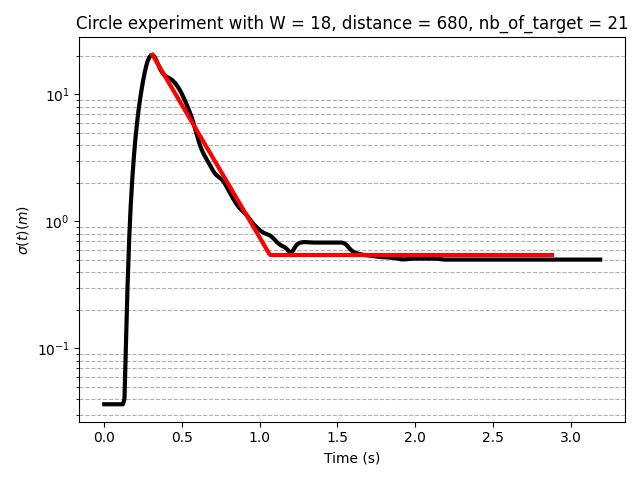 Circle experiment with W = 18, distance = 680, nb_of_target = 21
σ(t)(m)
10¹
10⁰
10⁻¹
0.0 0.5 1.0 1.5 2.0 2.5 3.0
Time (s)